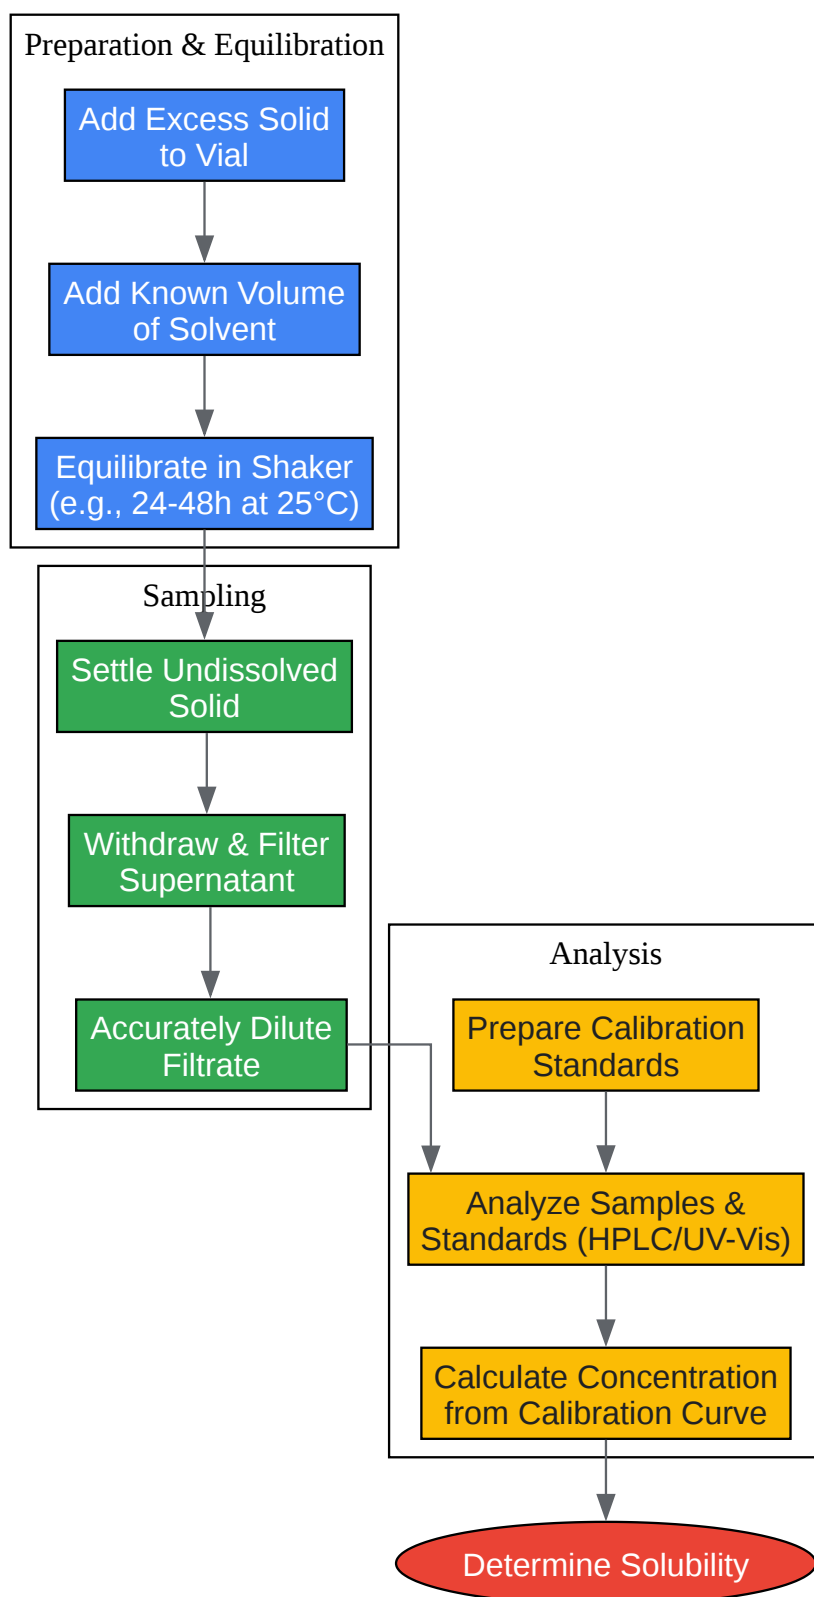 Preparation & Equilibration
Add Excess Solid
to Vial
Add Known Volume
of Solvent
Equilibrate in Shaker
(e.g., 24-48h at 25°C)
Sampling
Settle Undissolved
Solid
Withdraw & Filter
Supernatant
Accurately Dilute
Filtrate
Analysis
Prepare Calibration
Standards
Analyze Samples &
Standards (HPLC/UV-Vis)
Calculate Concentration
from Calibration Curve
Determine Solubility